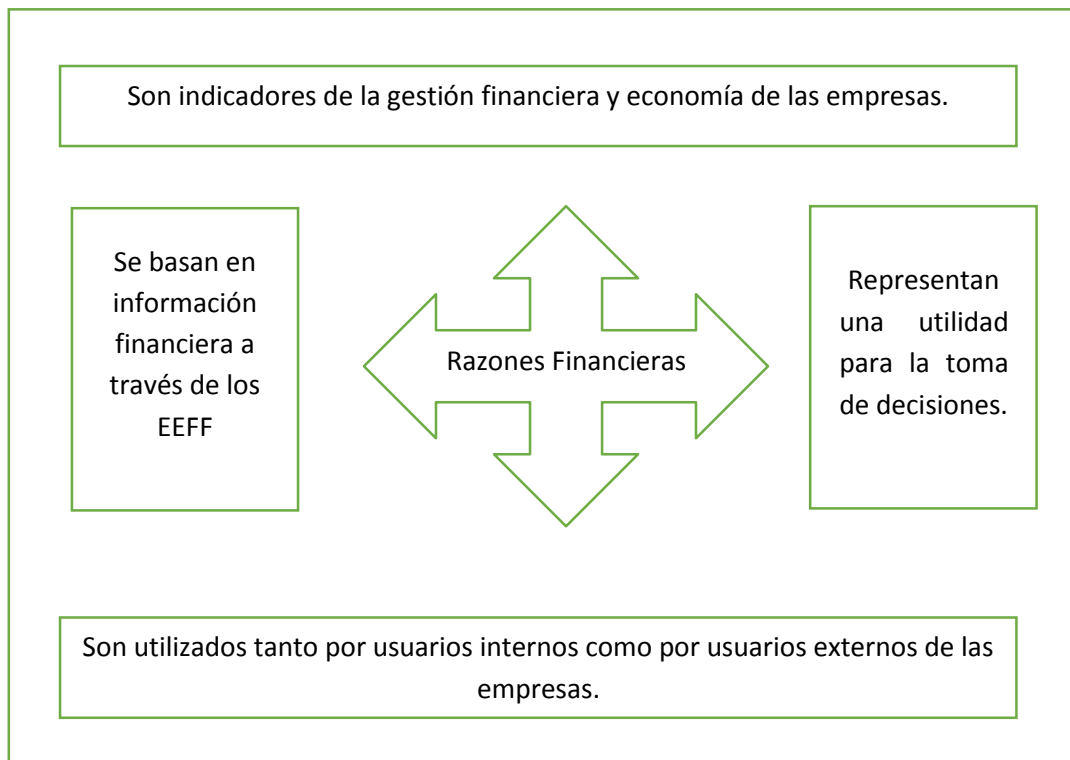 Son indicadores de la gestión financiera y economía de las empresas.
Se basan en
información
financiera a
través de los
EEFF
Razones Financieras
Representan
una utilidad
para la toma
de decisiones.
Son utilizados tanto por usuarios internos como por usuarios externos de las
empresas.